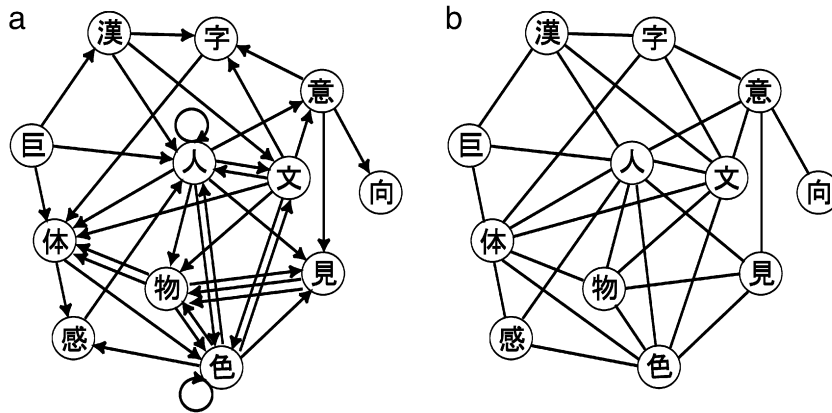 a
漢
字
意
巨
人
文
向
体
物
見
感
色
b
漢
字
意
巨
人
文
向
体
物
見
感
色